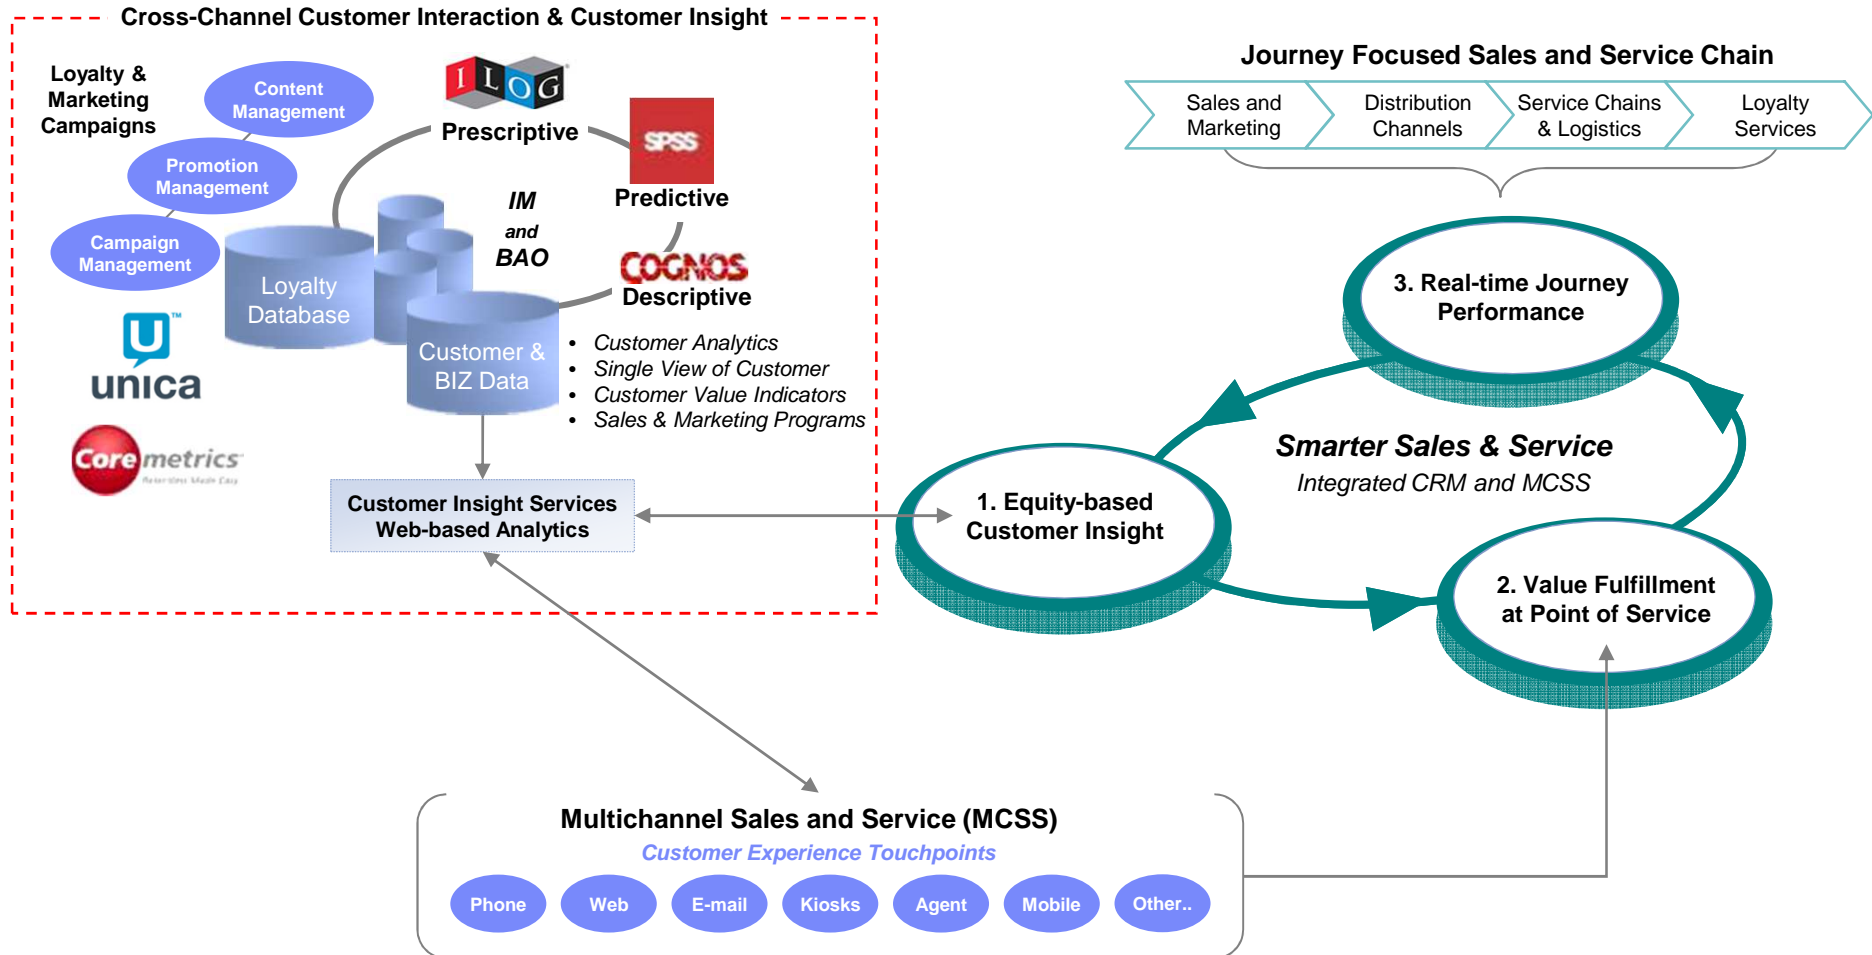 Cross-Channel Customer Interaction & Customer Insight
Loyalty &
Marketing
Campaigns
Content
Management
Promotion
Management
Campaign
Management
ILOG
Prescriptive
SPSS
Predictive
IM
and
BAO
COGNOS
Descriptive
Loyalty
Database
Customer &
BIZ Data
• Customer Analytics
• Single View of Customer
• Customer Value Indicators
• Sales & Marketing Programs
U™
unica
Coremetrics
Customer Insight Services
Web-based Analytics
Journey Focused Sales and Service Chain
Sales and
Marketing
Distribution
Channels
Service Chains
& Logistics
Loyalty
Services
3. Real-time Journey
Performance
Smarter Sales & Service
Integrated CRM and MCSS
1. Equity-based
Customer Insight
2. Value Fulfillment
at Point of Service
Multichannel Sales and Service (MCSS)
Customer Experience Touchpoints
Phone
Web
E-mail
Kiosks
Agent
Mobile
Other..